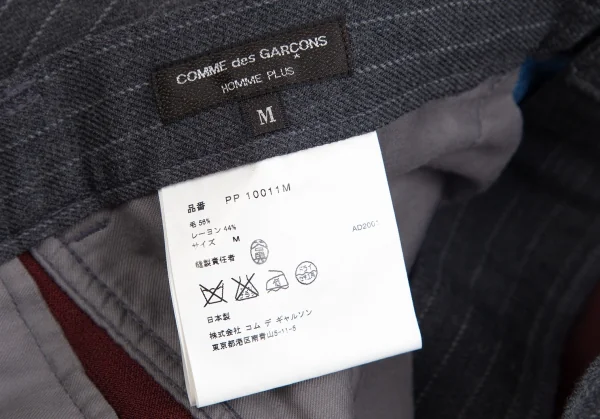 COMME des GARÇONS
HOMME PLUS
M
品番 PP 10011M
毛 56%
レーヨン 44%
サイズ M
AD2001
縫製責任者
日本製
株式会社 コム デ ギャルソン
東京都港区南青山5-11-5